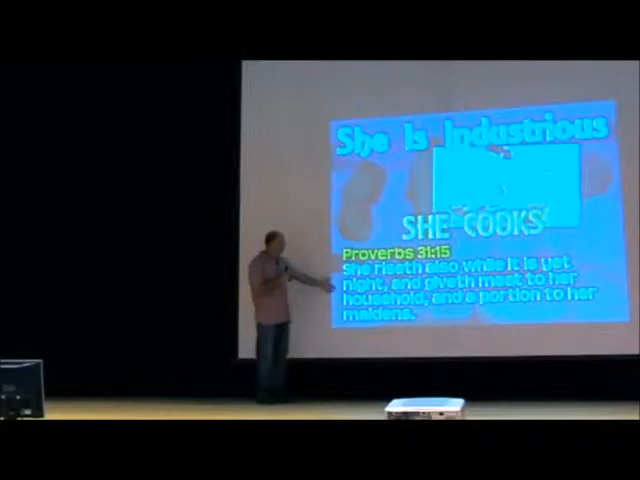 She Is Industrious
SHE COOKS
Proverbs 31:15
She riseth also while it is yet
night, and giveth meat to her
household, and a portion to her
maidens.